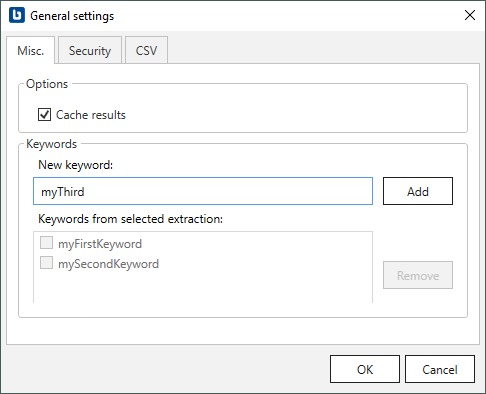 General settings
Misc.
Security
CSV
Options
Cache results
Keywords
New keyword:
myThird
Add
Keywords from selected extraction:
myFirstKeyword
mySecondKeyword
Remove
OK
Cancel